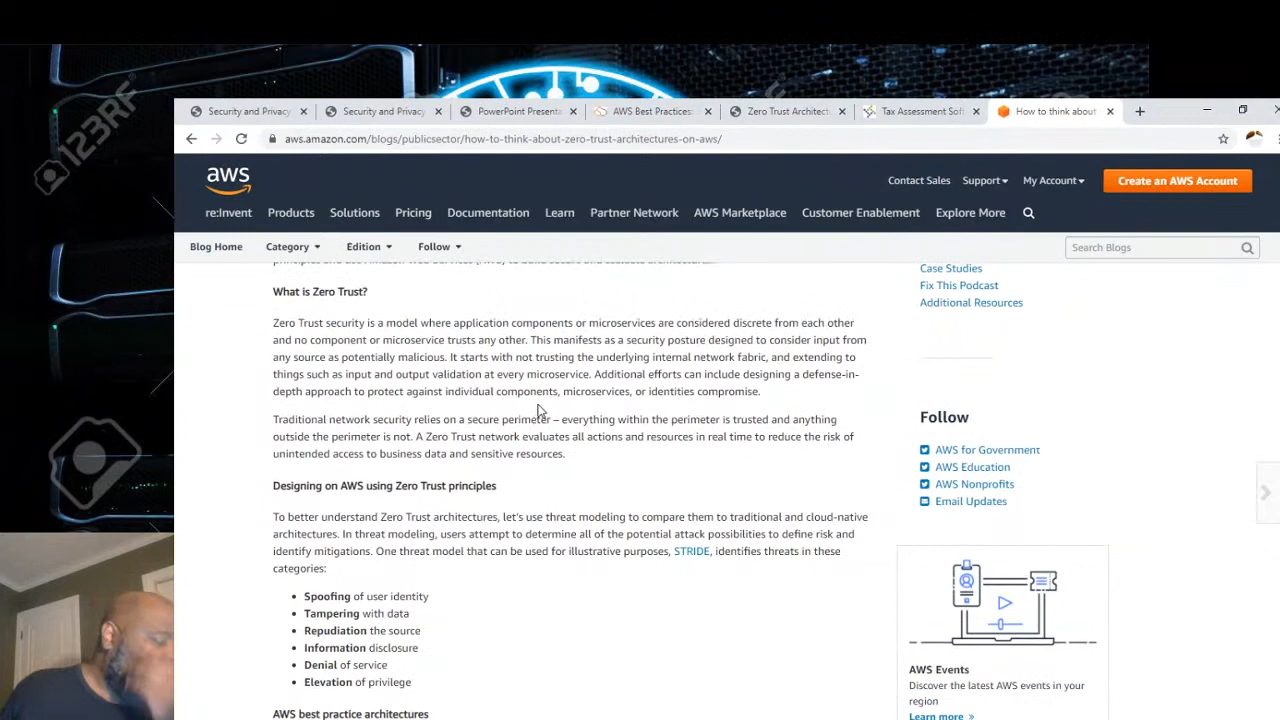 123RF
Security and Privacy
Security and Privacy
PowerPoint Presenta
AWS Best Practices:
Zero Trust Architect
Tax Assessment Soft
How to think about
aws.amazon.com/blogs/publicsector/how-to-think-about-zero-trust-architectures-on-aws/
aws
Contact Sales
Support
My Account
Create an AWS Account
re:Invent
Products
Solutions
Pricing
Documentation
Learn
Partner Network
AWS Marketplace
Customer Enablement
Explore More
Blog Home
Category
Edition
Follow
Search Blogs
What is Zero Trust?
Zero Trust security is a model where application components or microservices are considered discrete from each other
and no component or microservice trusts any other. This manifests as a security posture designed to consider input from
any source as potentially malicious. It starts with not trusting the underlying internal network fabric, and extending to
things such as input and output validation at every microservice. Additional efforts can include designing a defense-in-
depth approach to protect against individual components, microservices, or identities compromise.
Traditional network security relies on a secure perimeter – everything within the perimeter is trusted and anything
outside the perimeter is not. A Zero Trust network evaluates all actions and resources in real time to reduce the risk of
unintended access to business data and sensitive resources.
Designing on AWS using Zero Trust principles
To better understand Zero Trust architectures, let's use threat modeling to compare them to traditional and cloud-native
architectures. In threat modeling, users attempt to determine all of the potential attack possibilities to define risk and
identify mitigations. One threat model that can be used for illustrative purposes, STRIDE, identifies threats in these
categories:
• Spoofing of user identity
• Tampering with data
• Repudiation the source
• Information disclosure
• Denial of service
• Elevation of privilege
AWS best practice architectures
Case Studies
Fix This Podcast
Additional Resources
Follow
AWS for Government
AWS Education
AWS Nonprofits
Email Updates
AWS Events
Discover the latest AWS events in your
region
Learn more »